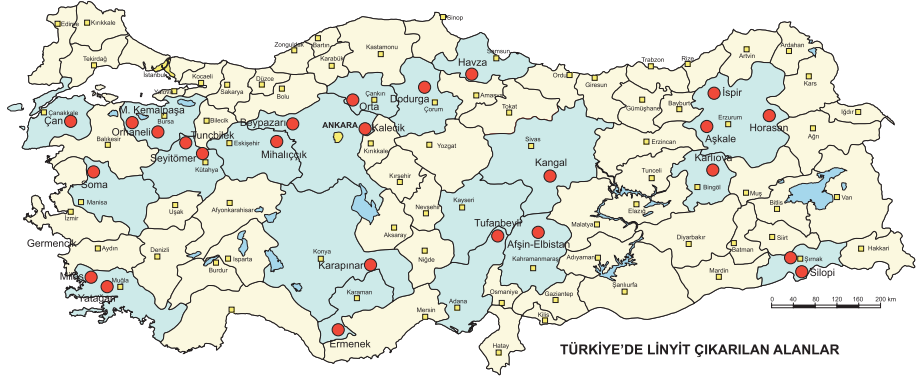 Sinop
Edirne
Kırıkkale
Tekirdağ
İstanbul
Zonguldak
Bartın
Kastamonu
Karabük
Samsun
Havza
Kocaeli
Yalova
Sakarya
Düzce
Bolu
Çankırı
Orta
Dodurga
Çorum
Amasya
Tokat
Ordu
Giresun
Trabzon
Rize
Artvin
Ardahan
Kars
Iğdır
Gümüşhane
Bayburt
İspir
Erzurum
Horasan
Aşkale
Ağrı
Çanakkale
Çan
M. Kemalpaşa
Bursa
Orhaneli
Balıkesir
Bilecik
Tunçbilek
Seyitömer
Kütahya
Eskişehir
Beypazarı
Mihalıççık
ANKARA
Kalecik
Kırıkkale
Yozgat
Sivas
Kangal
Erzincan
Tunceli
Karlıova
Bingöl
Muş
Bitlis
Van
Soma
Manisa
İzmir
Uşak
Afyonkarahisar
Kırşehir
Nevşehir
Kayseri
Aksaray
Tufanbeyli
Afşin-Elbistan
Kahramanmaraş
Malatya
Elazığ
Adıyaman
Diyarbakır
Batman
Siirt
Şırnak
Hakkari
Silopi
Mardin
Şanlıurfa
Germencik
Aydın
Denizli
Isparta
Burdur
Konya
Karapınar
Niğde
Karaman
Ermenek
Mersin
Adana
Osmaniye
Gaziantep
Kilis
Hatay
Milas
Muğla
Yatağan
0 40 80 120 160 200 km
TÜRKİYE'DE LİNYİT ÇIKARILAN ALANLAR